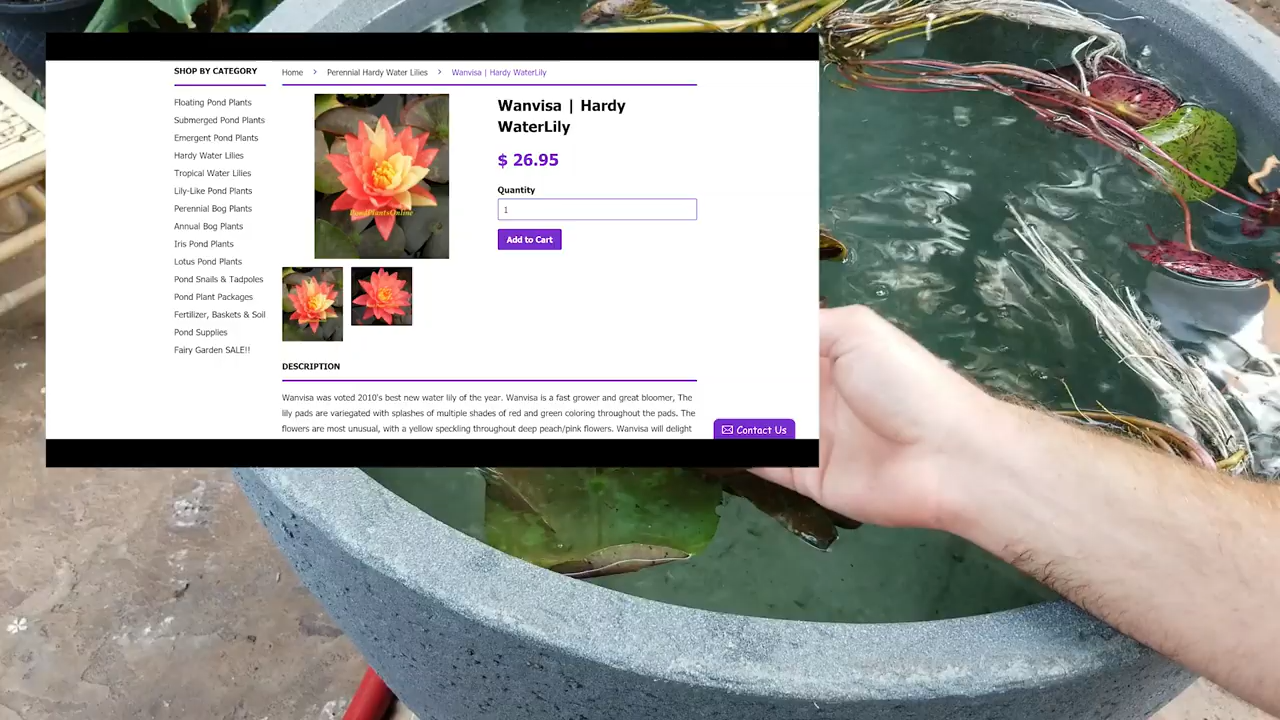 SHOP BY CATEGORY
Floating Pond Plants
Submerged Pond Plants
Emergent Pond Plants
Hardy Water Lilies
Tropical Water Lilies
Lily-Like Pond Plants
Perennial Bog Plants
Annual Bog Plants
Iris Pond Plants
Lotus Pond Plants
Pond Snails & Tadpoles
Pond Plant Packages
Fertilizer, Baskets & Soil
Pond Supplies
Fairy Garden SALE!!
Home > Perennial Hardy Water Lilies > Wanvisa | Hardy WaterLily
PondPlantsOnline
Wanvisa | Hardy
WaterLily
$ 26.95
Quantity
1
Add to Cart
DESCRIPTION
Wanvisa was voted 2010's best new water lily of the year. Wanvisa is a fast grower and great bloomer, The
lily pads are variegated with splashes of multiple shades of red and green coloring throughout the pads. The
flowers are most unusual, with a yellow speckling throughout deep peach/pink flowers. Wanvisa will delight
Contact Us